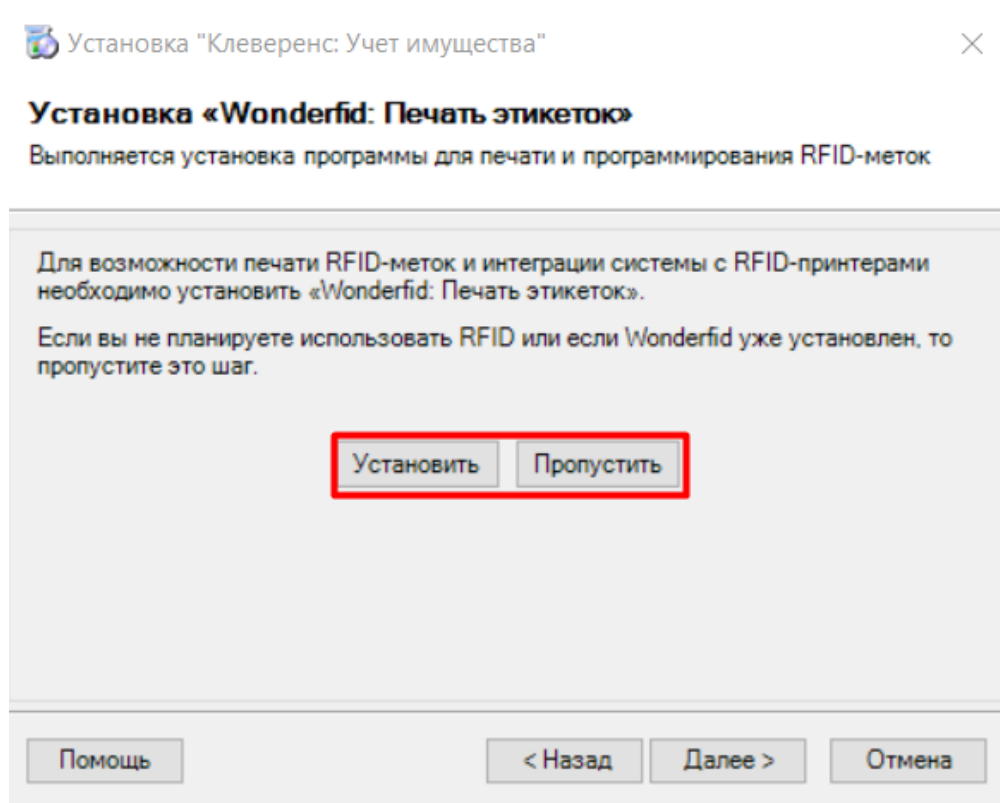 Установка "Клеверенс: Учет имущества"
Установка «Wonderfid: Печать этикеток»
Выполняется установка программы для печати и программирования RFID-меток
Для возможности печати RFID-меток и интеграции системы с RFID-принтерами
необходимо установить «Wonderfid: Печать этикеток».
Если вы не планируете использовать RFID или если Wonderfid уже установлен, то
пропустите это шаг.
Установить Пропустить
Помощь < Назад Далее > Отмена